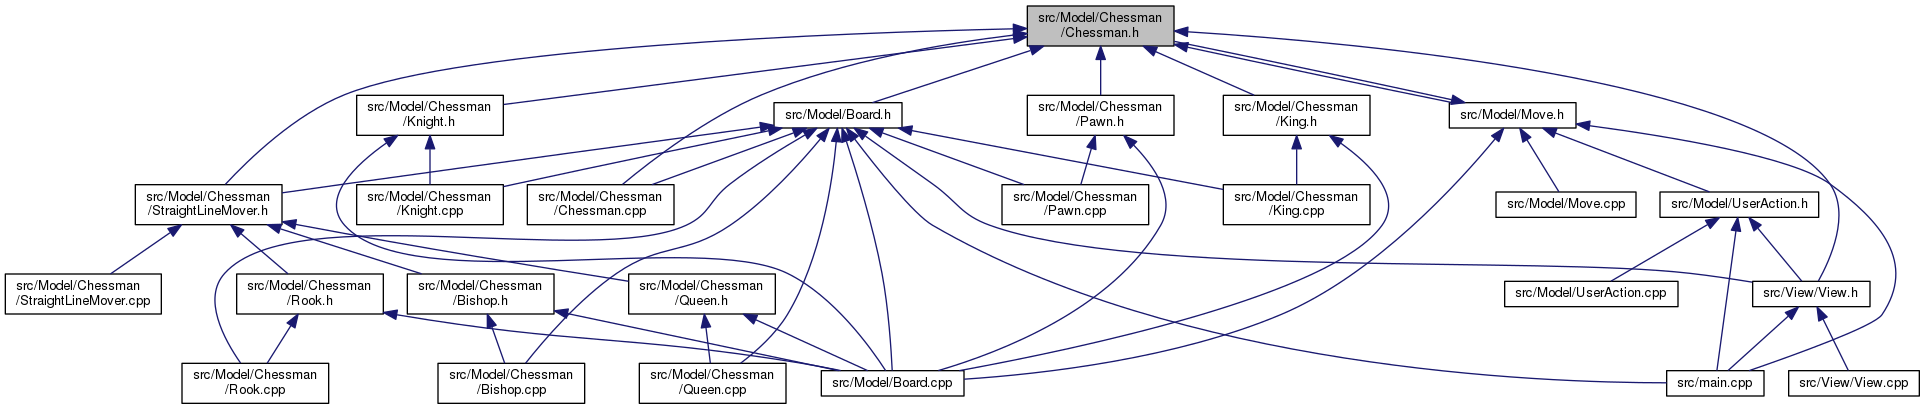 src/Model/Chessman
/Chessman.h
src/Model/Chessman
/Knight.h
src/Model/Board.h
src/Model/Chessman
/Pawn.h
src/Model/Chessman
/King.h
src/Model/Move.h
src/Model/Chessman
/StraightLineMover.h
src/Model/Chessman
/Knight.cpp
src/Model/Chessman
/Chessman.cpp
src/Model/Chessman
/Pawn.cpp
src/Model/Chessman
/King.cpp
src/Model/Move.cpp
src/Model/UserAction.h
src/Model/Chessman
/StraightLineMover.cpp
src/Model/Chessman
/Rook.h
src/Model/Chessman
/Bishop.h
src/Model/Chessman
/Queen.h
src/Model/UserAction.cpp
src/View/View.h
src/Model/Chessman
/Rook.cpp
src/Model/Chessman
/Bishop.cpp
src/Model/Chessman
/Queen.cpp
src/Model/Board.cpp
src/main.cpp
src/View/View.cpp